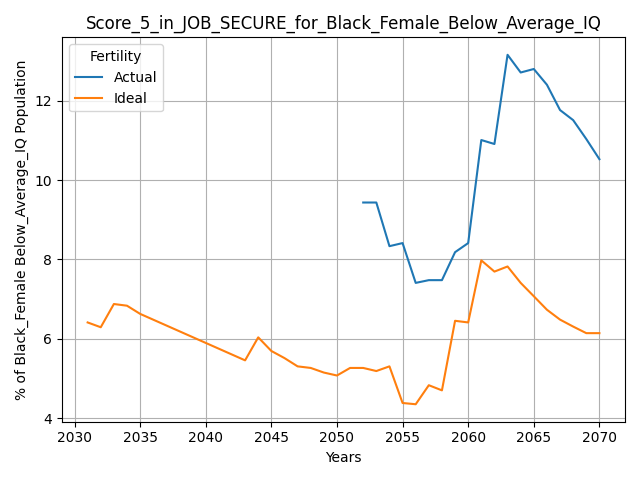 Score_5_in_JOB_SECURE_for_Black_Female_Below_Average_IQ
Fertility
Actual
Ideal
% of Black_Female Below_Average_IQ Population
12
10
8
6
4
2030 2035 2040 2045 2050 2055 2060 2065 2070
Years